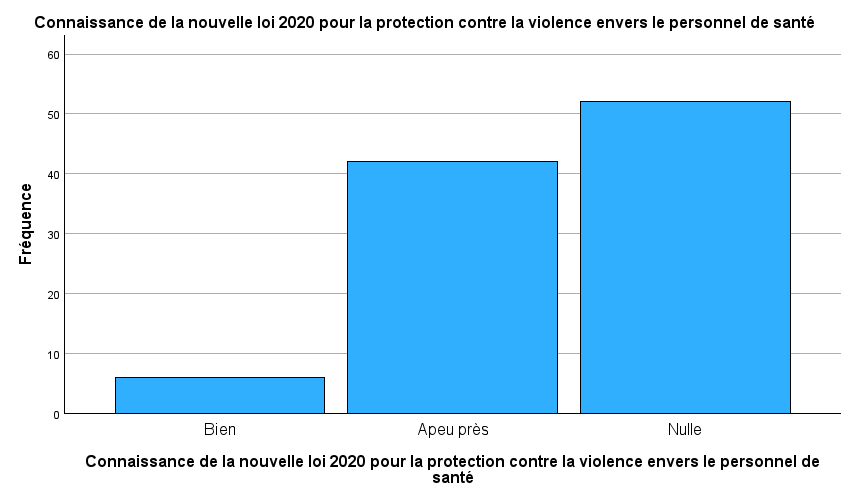 Connaissance de la nouvelle loi 2020 pour la protection contre la violence envers le personnel de santé
60
50
40
30
20
10
0
Fréquence
Bien
Apeu près
Nulle
Connaissance de la nouvelle loi 2020 pour la protection contre la violence envers le personnel de
santé